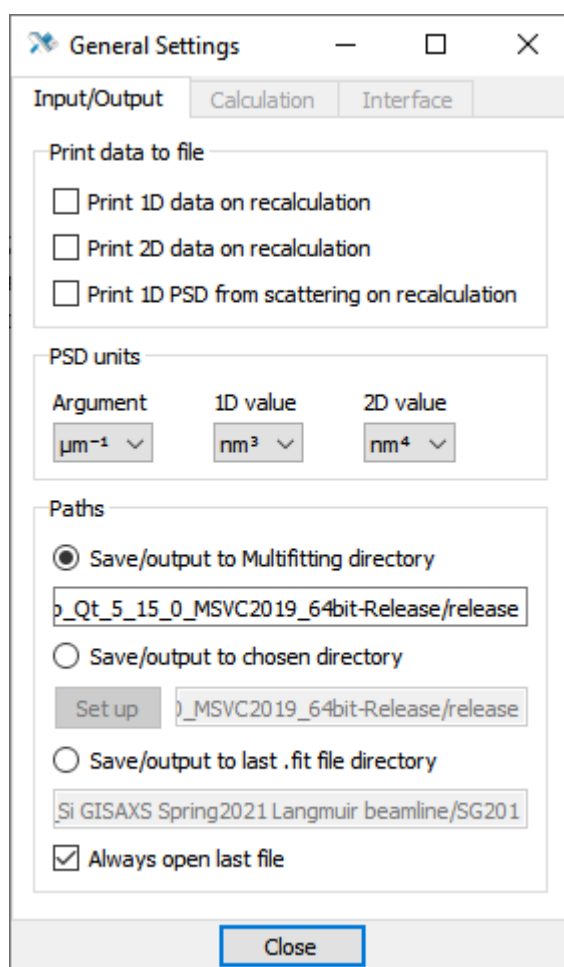 General Settings
Input/Output Calculation Interface
Print data to file
Print 1D data on recalculation
Print 2D data on recalculation
Print 1D PSD from scattering on recalculation
PSD units
Argument 1D value 2D value
μm⁻¹ nm³ nm⁴
Paths
Save/output to Multifitting directory
_Qt_5_15_0_MSVC2019_64bit-Release/release
Save/output to chosen directory
Set up )_MSVC2019_64bit-Release/release
Save/output to last .fit file directory
_Si GISAXS Spring2021 Langmuir beamline/SG201
Always open last file
Close